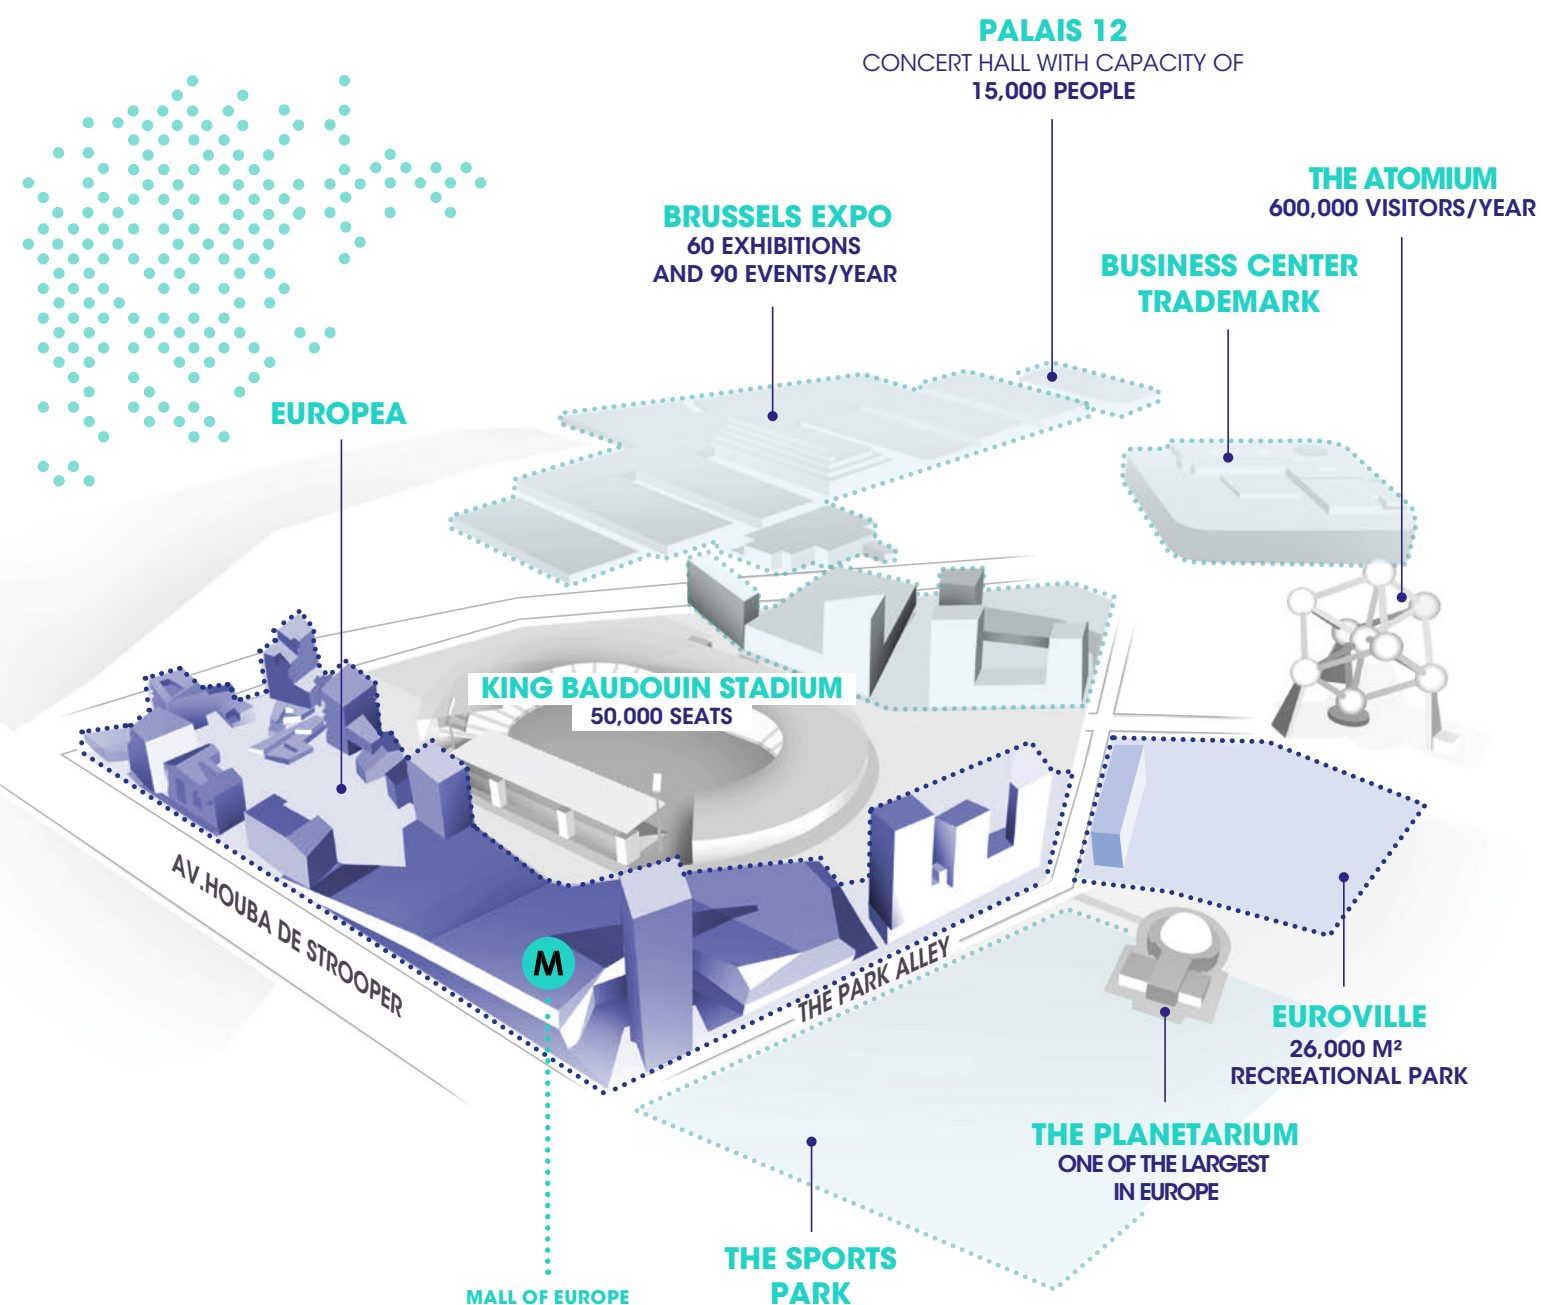 PALAIS 12
CONCERT HALL WITH CAPACITY OF
15,000 PEOPLE
THE ATOMIUM
600,000 VISITORS/YEAR
BRUSSELS EXPO
60 EXHIBITIONS
AND 90 EVENTS/YEAR
BUSINESS CENTER
TRADEMARK
EUROPEA
KING BAUDOUIN STADIUM
50,000 SEATS
AV.HOUBA DE STROOPER
M
THE PARK ALLEY
EUROVILLE
26,000 M²
RECREATIONAL PARK
THE PLANETARIUM
ONE OF THE LARGEST
IN EUROPE
THE SPORTS
PARK
MALL OF EUROPE